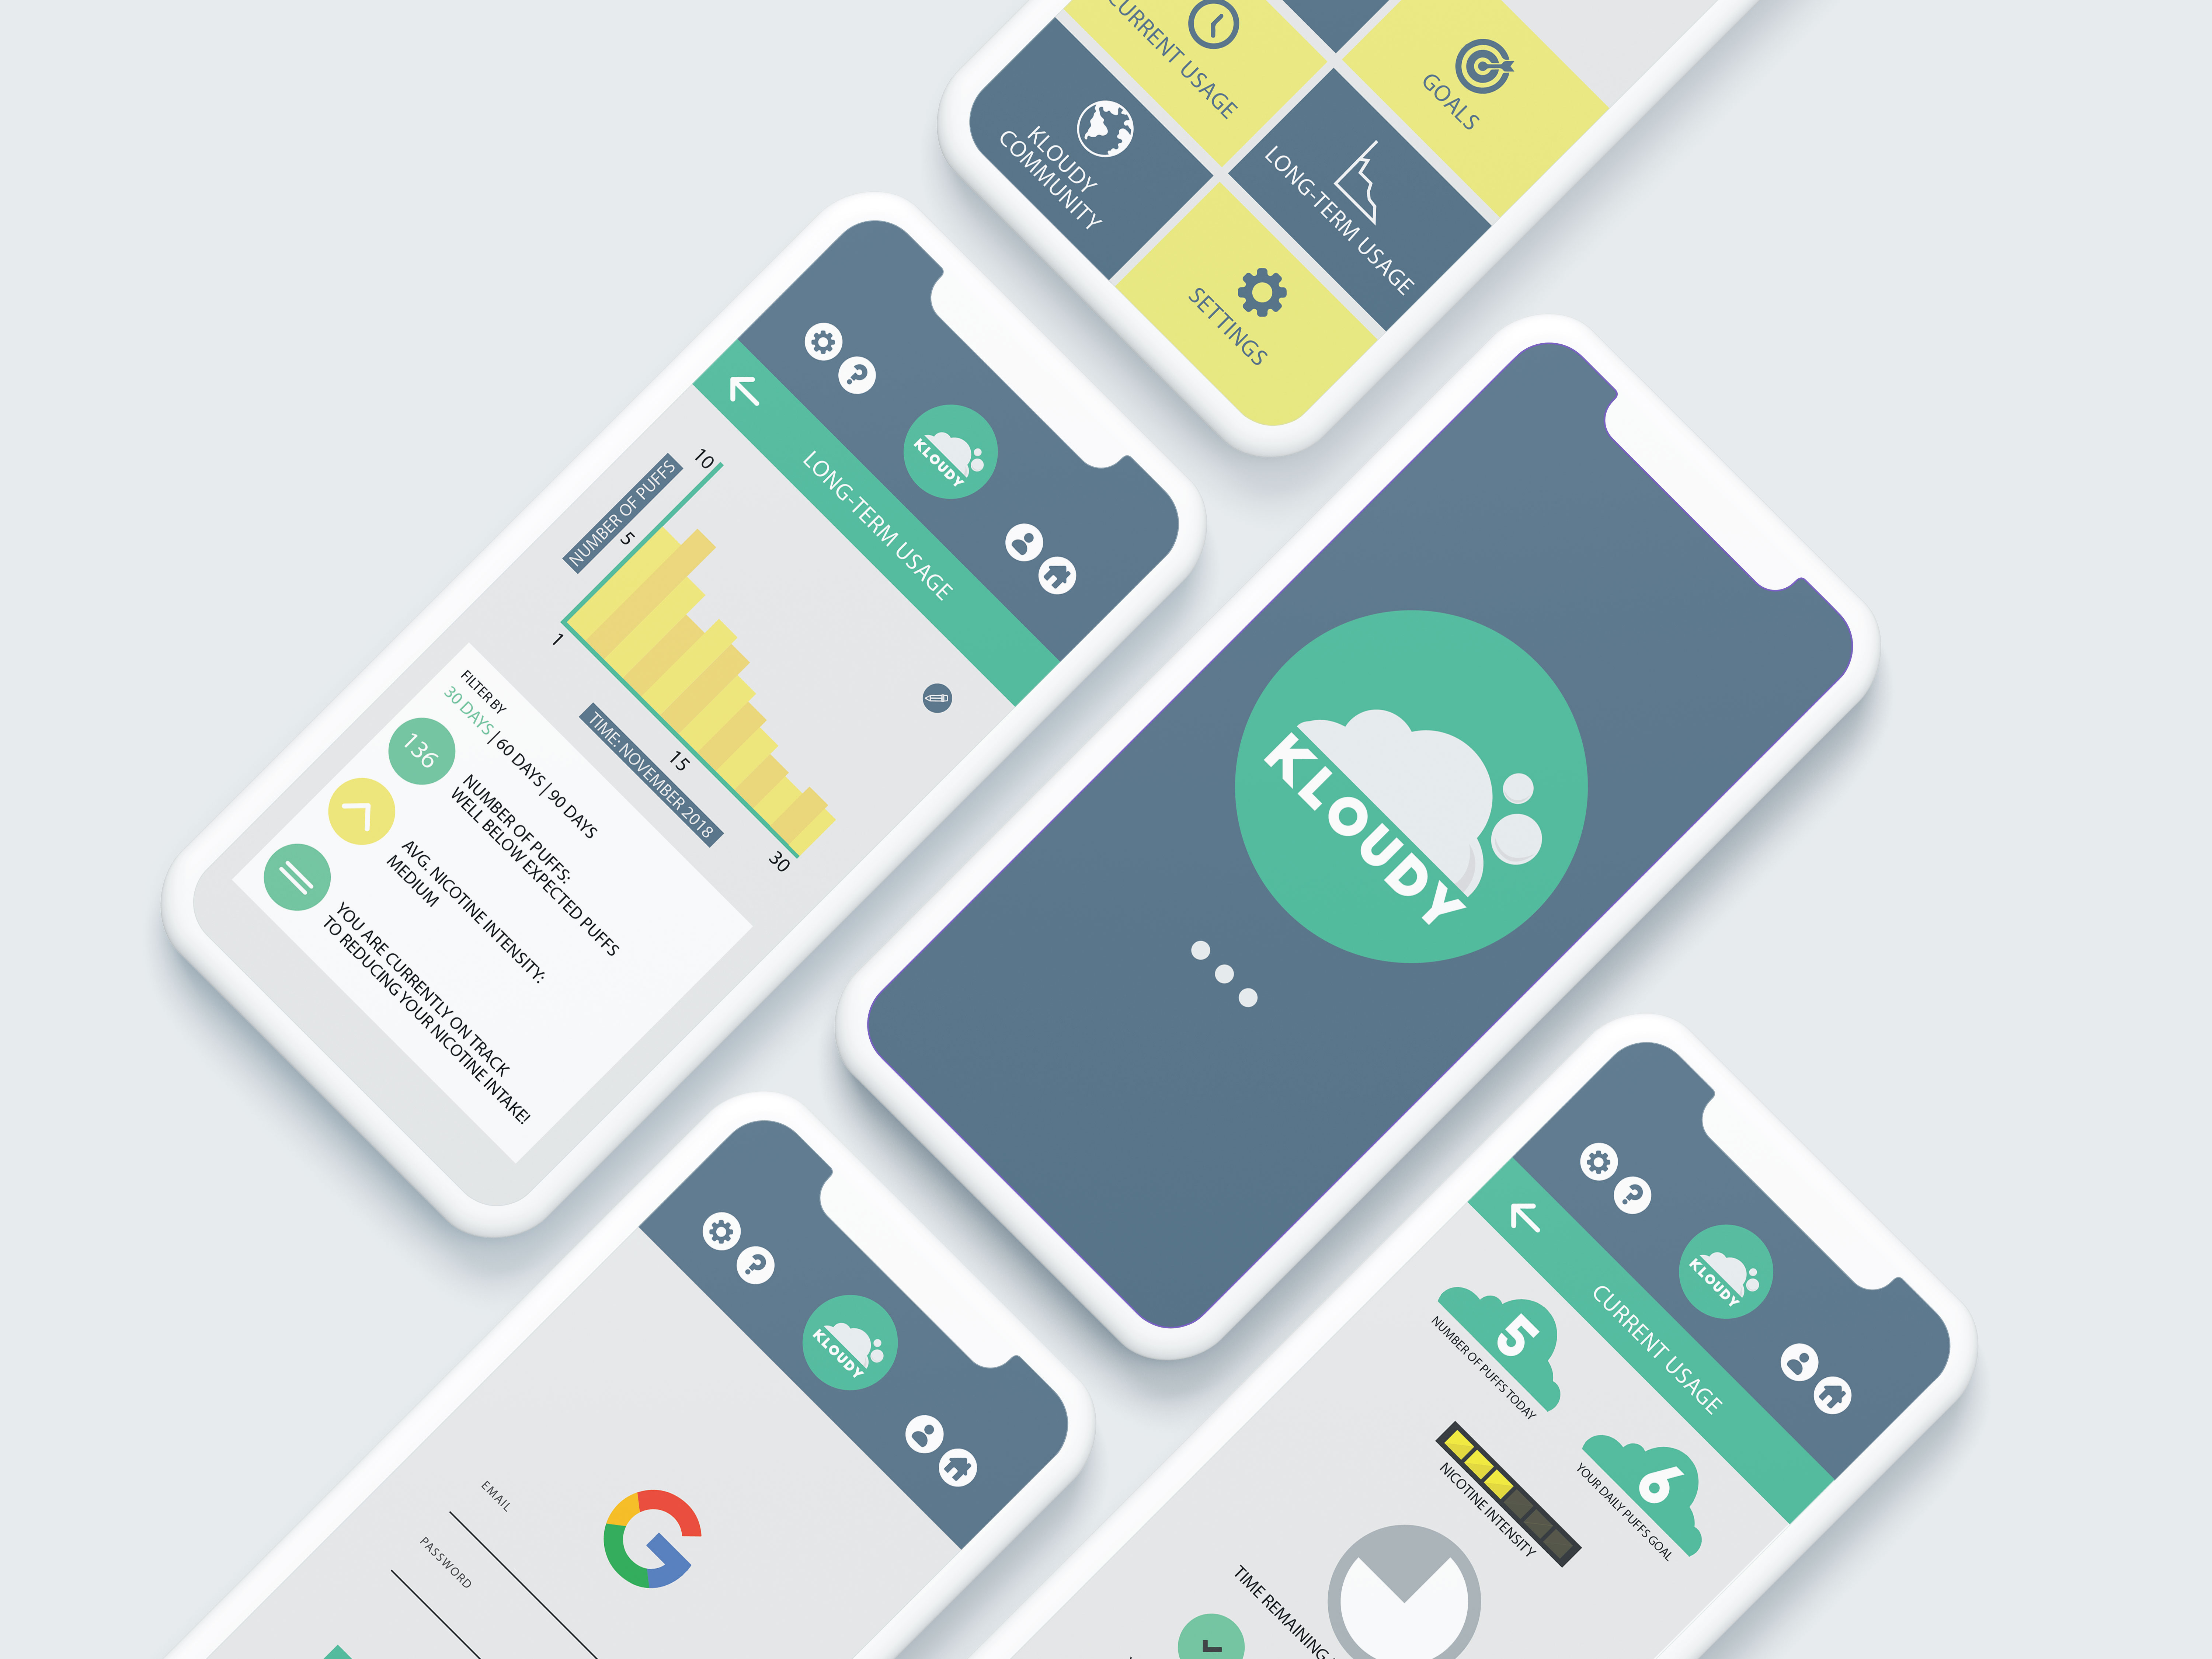 CURRENT USAGE
GOALS
KLOUDY
COMMUNITY
LONG-TERM USAGE
SETTINGS
KLOUDY
LONG-TERM USAGE
NUMBER OF PUFFS
10
5
1
15
30
TIME: NOVEMBER 2018
FILTER BY
30 DAYS | 60 DAYS | 90 DAYS
136
NUMBER OF PUFFS:
WELL BELOW EXPECTED PUFFS
AVG. NICOTINE INTENSITY:
MEDIUM
YOU ARE CURRENTLY ON TRACK
TO REDUCING YOUR NICOTINE INTAKE!
KLOUDY
KLOUDY
EMAIL
PASSWORD
KLOUDY
CURRENT USAGE
5
NUMBER OF PUFFS TODAY
6
YOUR DAILY PUFFS GOAL
NICOTINE INTENSITY
TIME REMAINING